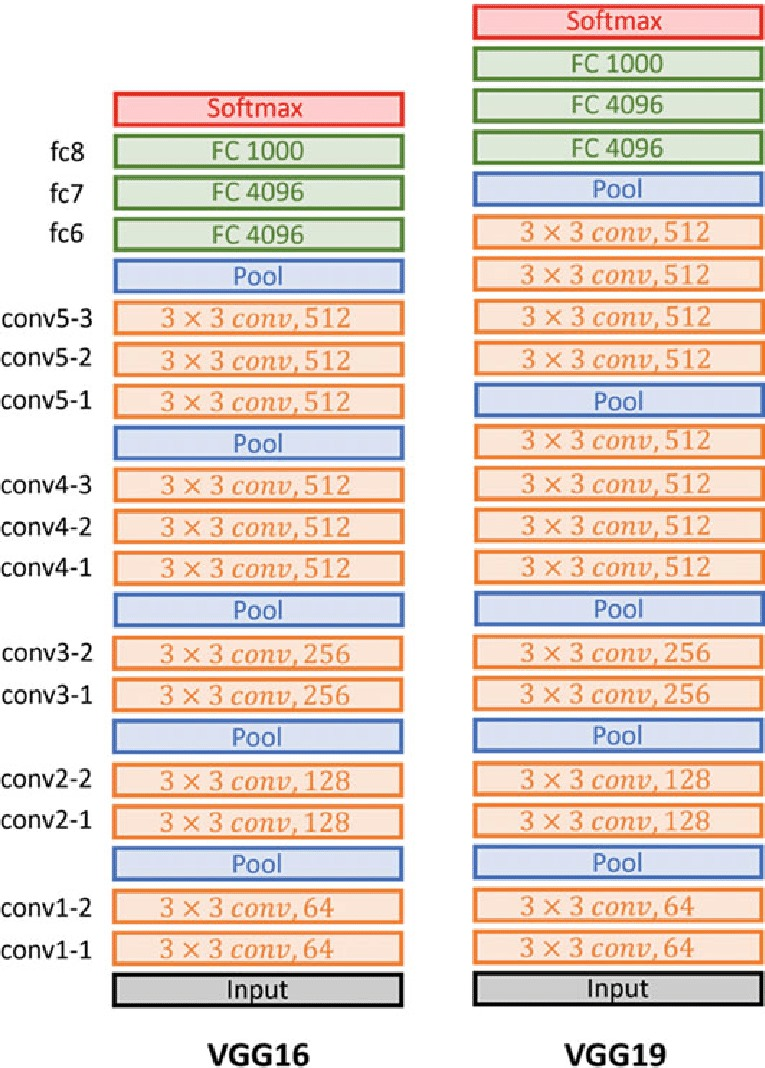 Softmax
FC 1000
FC 4096
FC 4096
Pool
3 × 3 conv, 512
3 × 3 conv, 512
3 × 3 conv, 512
3 × 3 conv, 512
Pool
3 × 3 conv, 512
3 × 3 conv, 512
3 × 3 conv, 512
3 × 3 conv, 512
Pool
3 × 3 conv, 256
3 × 3 conv, 256
Pool
3 × 3 conv, 128
3 × 3 conv, 128
Pool
3 × 3 conv, 64
3 × 3 conv, 64
Input
VGG19
Softmax
fc8 FC 1000
fc7 FC 4096
fc6 FC 4096
Pool
conv5-3 3 × 3 conv, 512
conv5-2 3 × 3 conv, 512
conv5-1 3 × 3 conv, 512
Pool
conv4-3 3 × 3 conv, 512
conv4-2 3 × 3 conv, 512
conv4-1 3 × 3 conv, 512
Pool
conv3-2 3 × 3 conv, 256
conv3-1 3 × 3 conv, 256
Pool
conv2-2 3 × 3 conv, 128
conv2-1 3 × 3 conv, 128
Pool
conv1-2 3 × 3 conv, 64
conv1-1 3 × 3 conv, 64
Input
VGG16